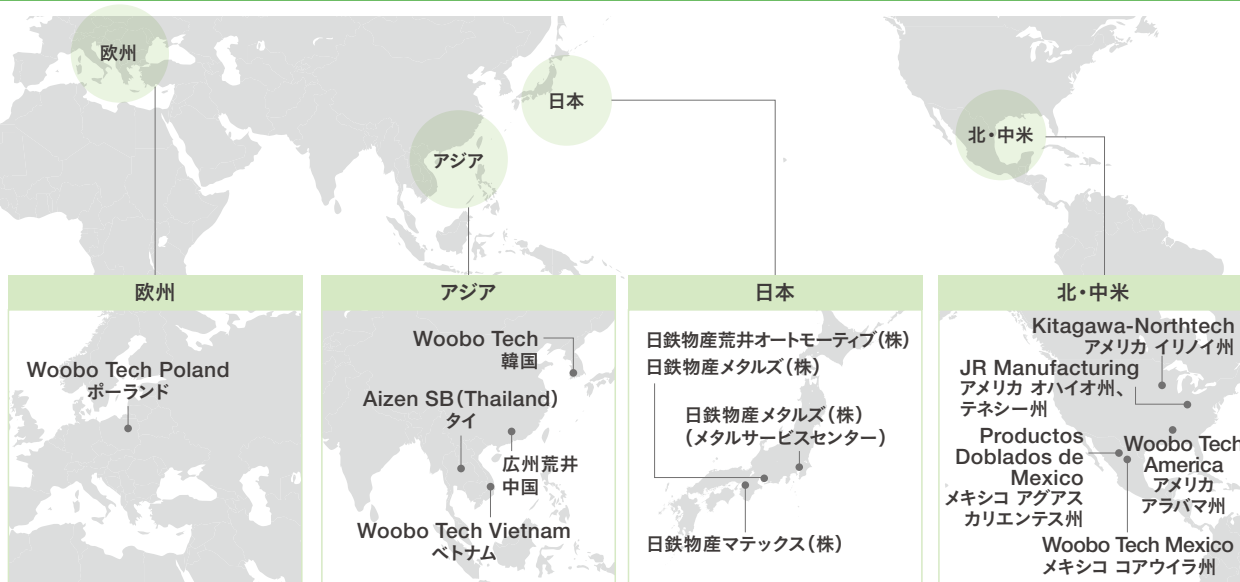 欧州
アジア
日本
北・中米
欧州
Woobo Tech Poland
ポーランド
アジア
Woobo Tech
韓国
Aizen SB(Thailand)
タイ
広州荒井
中国
Woobo Tech Vietnam
ベトナム
日本
日鉄物産荒井オートモーティブ(株)
日鉄物産メタルズ(株)
日鉄物産メタルズ(株)
(メタルサービスセンター)
日鉄物産マテックス(株)
北・中米
Kitagawa-Northtech
アメリカ イリノイ州
JR Manufacturing
アメリカ オハイオ州、
テネシー州
Productos
Doblados de
Mexico
メキシコ アグアス
カリエンテス州
Woobo Tech
America
アメリカ
アラバマ州
Woobo Tech Mexico
メキシコ コアウイラ州